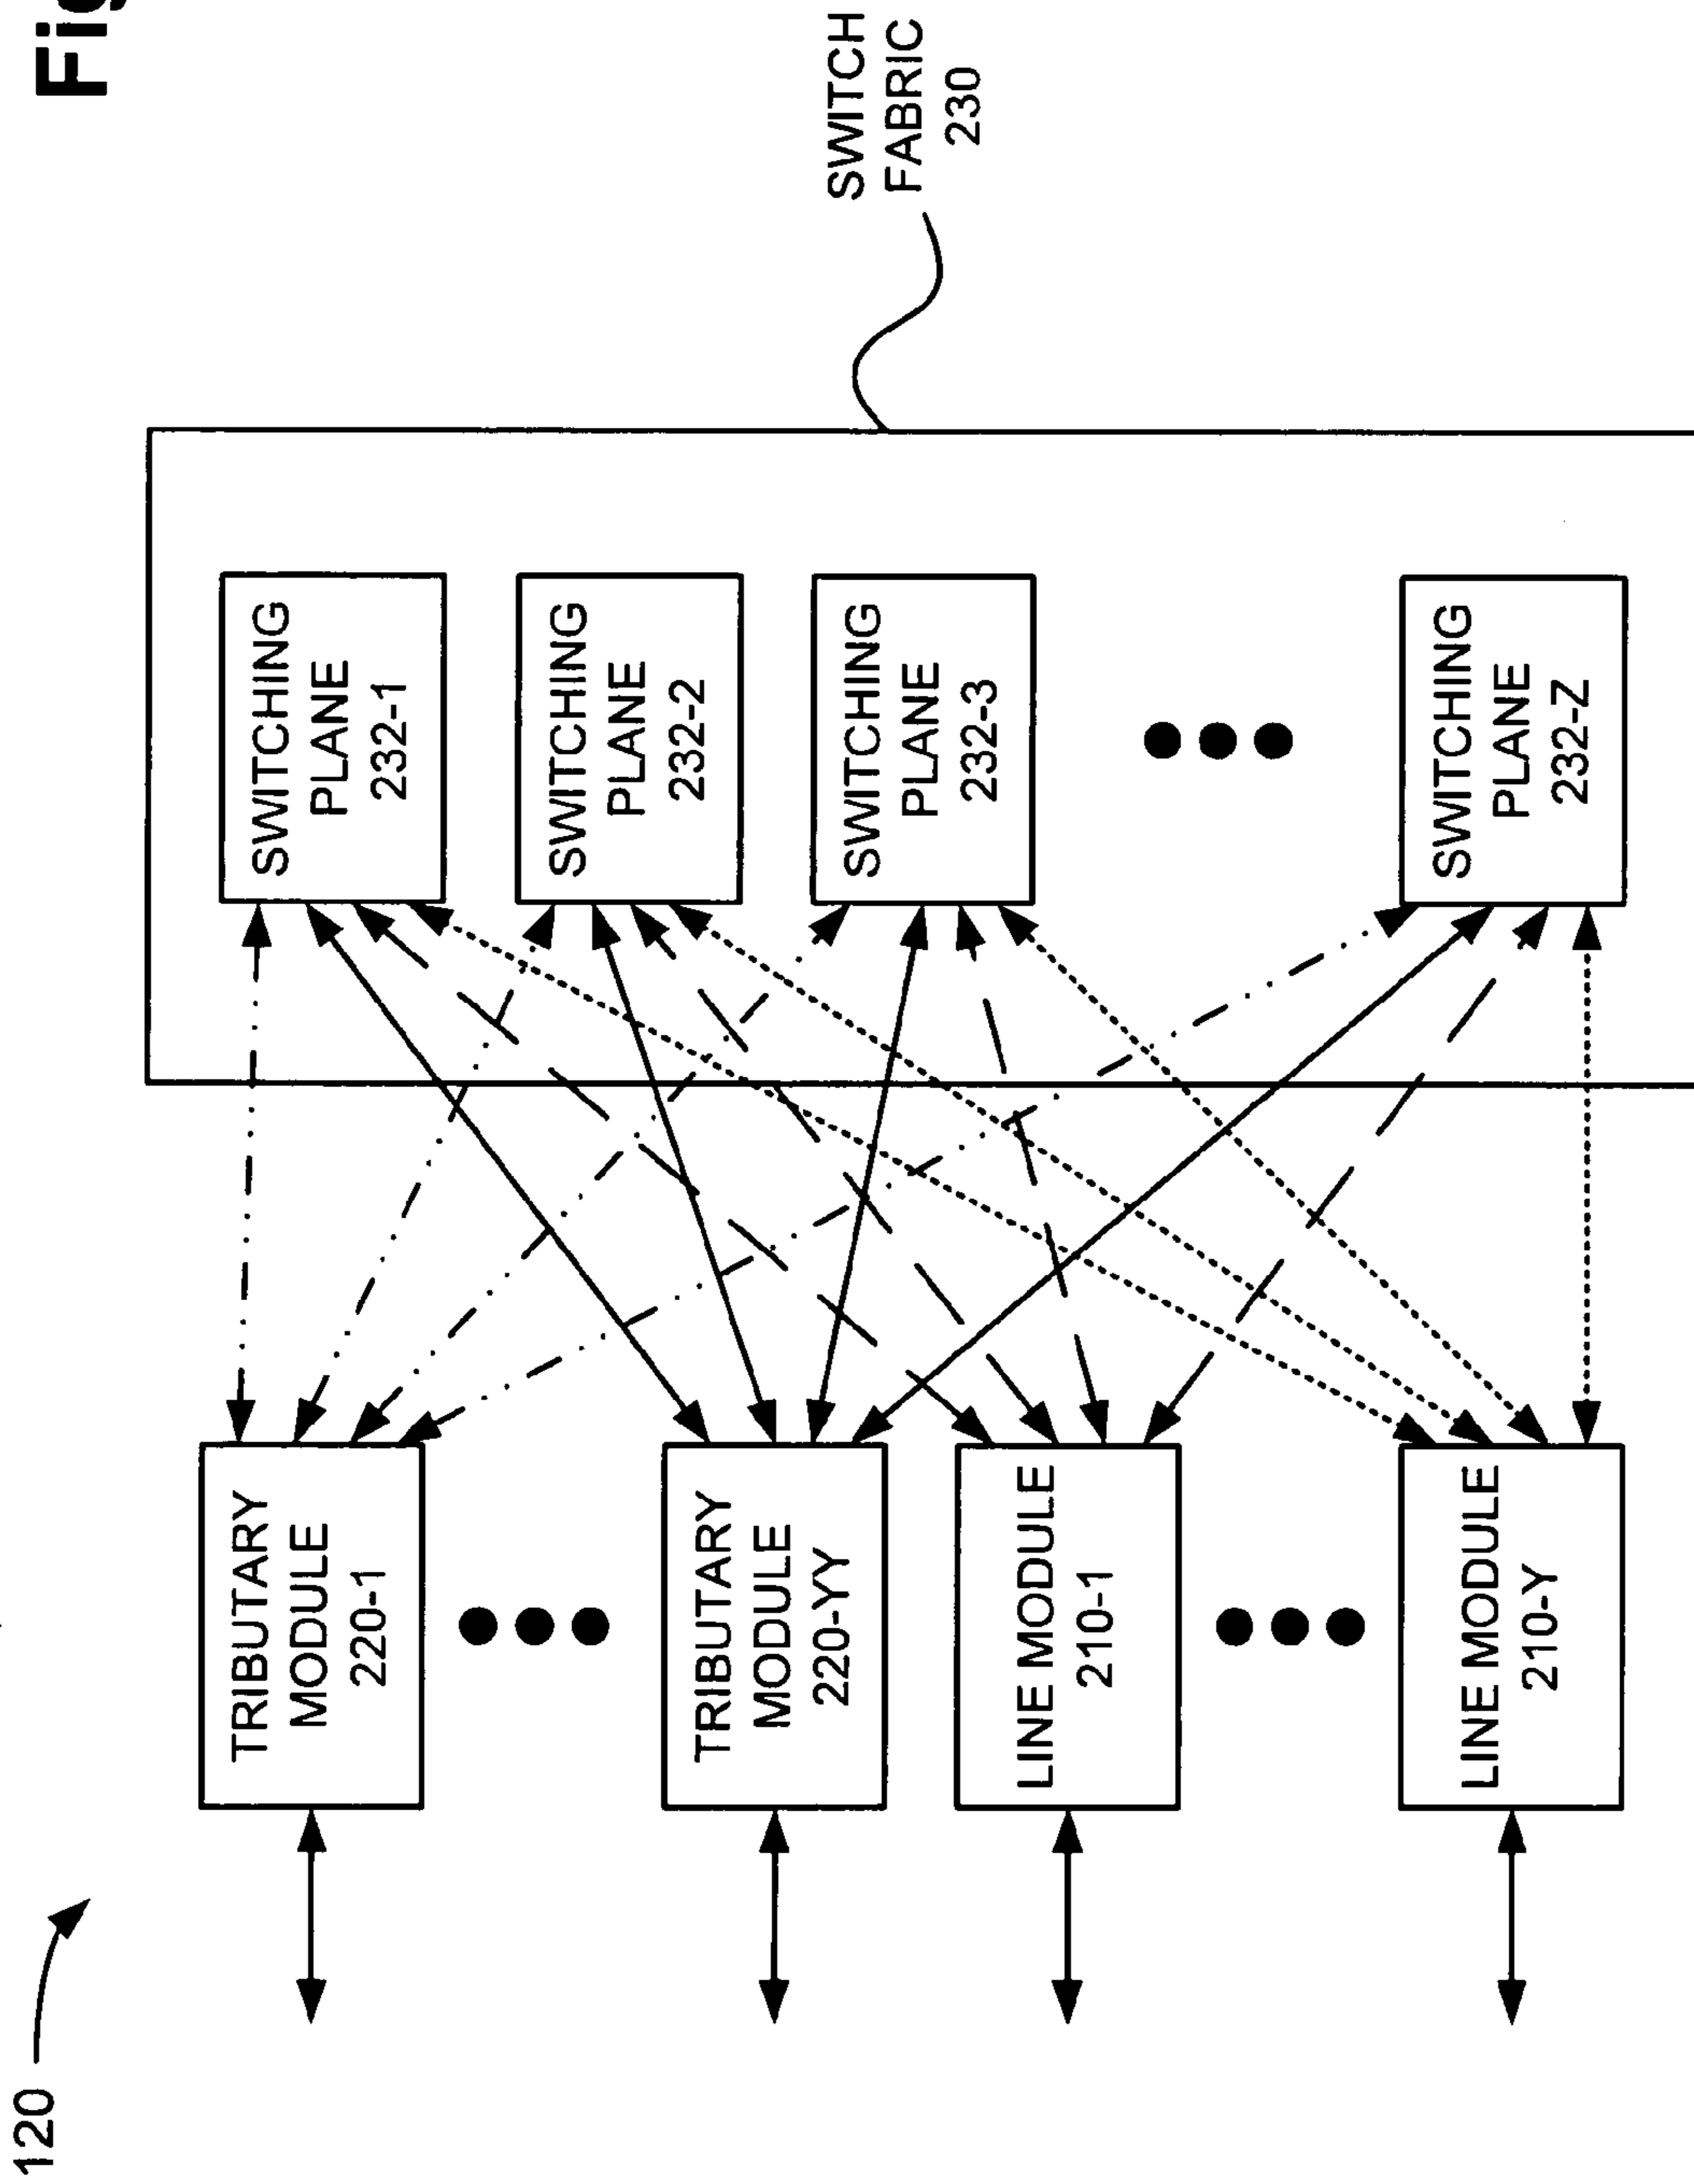 120
TRIBUTARY
MODULE
220-1
TRIBUTARY
MODULE
220-YY
LINE MODULE
210-1
LINE MODULE
210-Y
SWITCHING
PLANE
232-1
SWITCHING
PLANE
232-2
SWITCHING
PLANE
232-3
SWITCHING
PLANE
232-Z
SWITCH
FABRIC
230